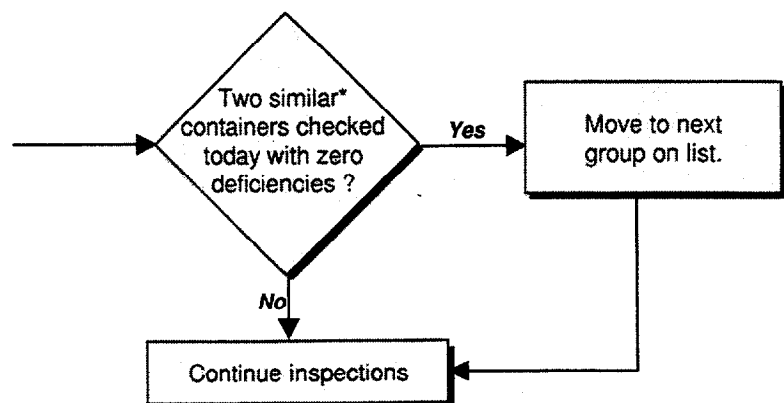 Two similar*
containers checked
today with zero
deficiencies ?
Yes
Move to next
group on list.
No
Continue inspections